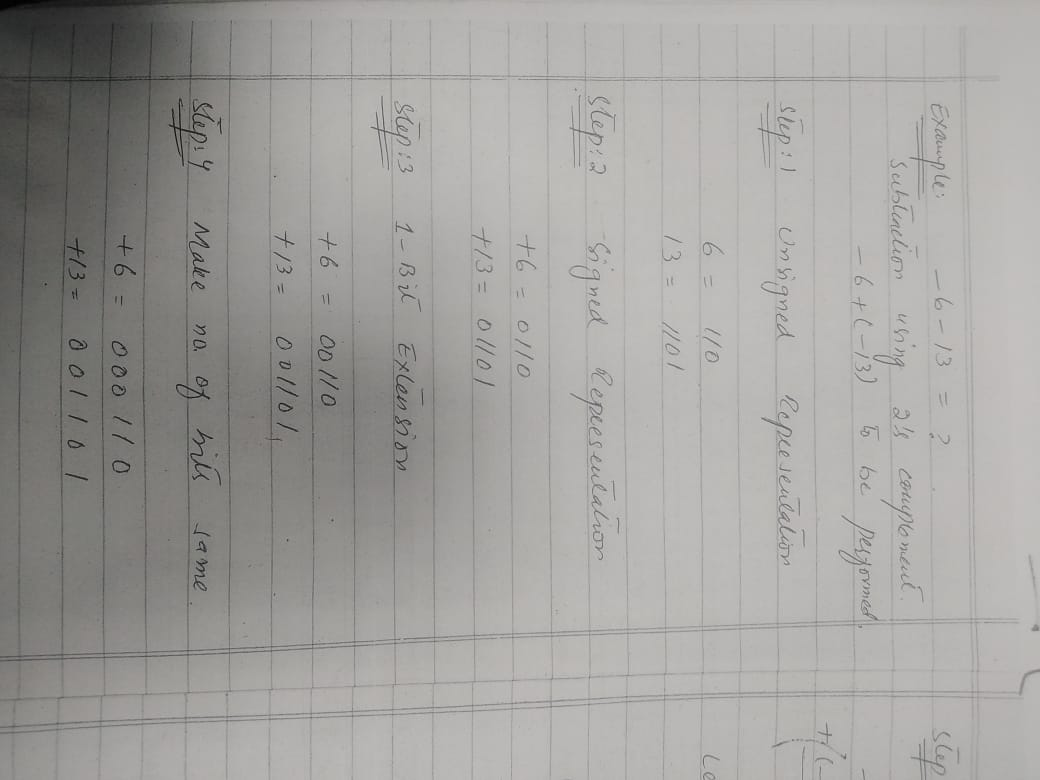 Example: -6-13 = ?
Subtraction using 2's complement.
-6+(-13) to be performed.
Step:1 Unsigned Representation
6 = 110
13 = 1101
Step:2 Signed Representation
+6 = 0110
+13 = 01101
Step:3 1-Bit Extension
+6 = 00110
+13 = 001101,
Step:4 Make no. of bits same.
+6 = 000110
+13 = 001101
Step